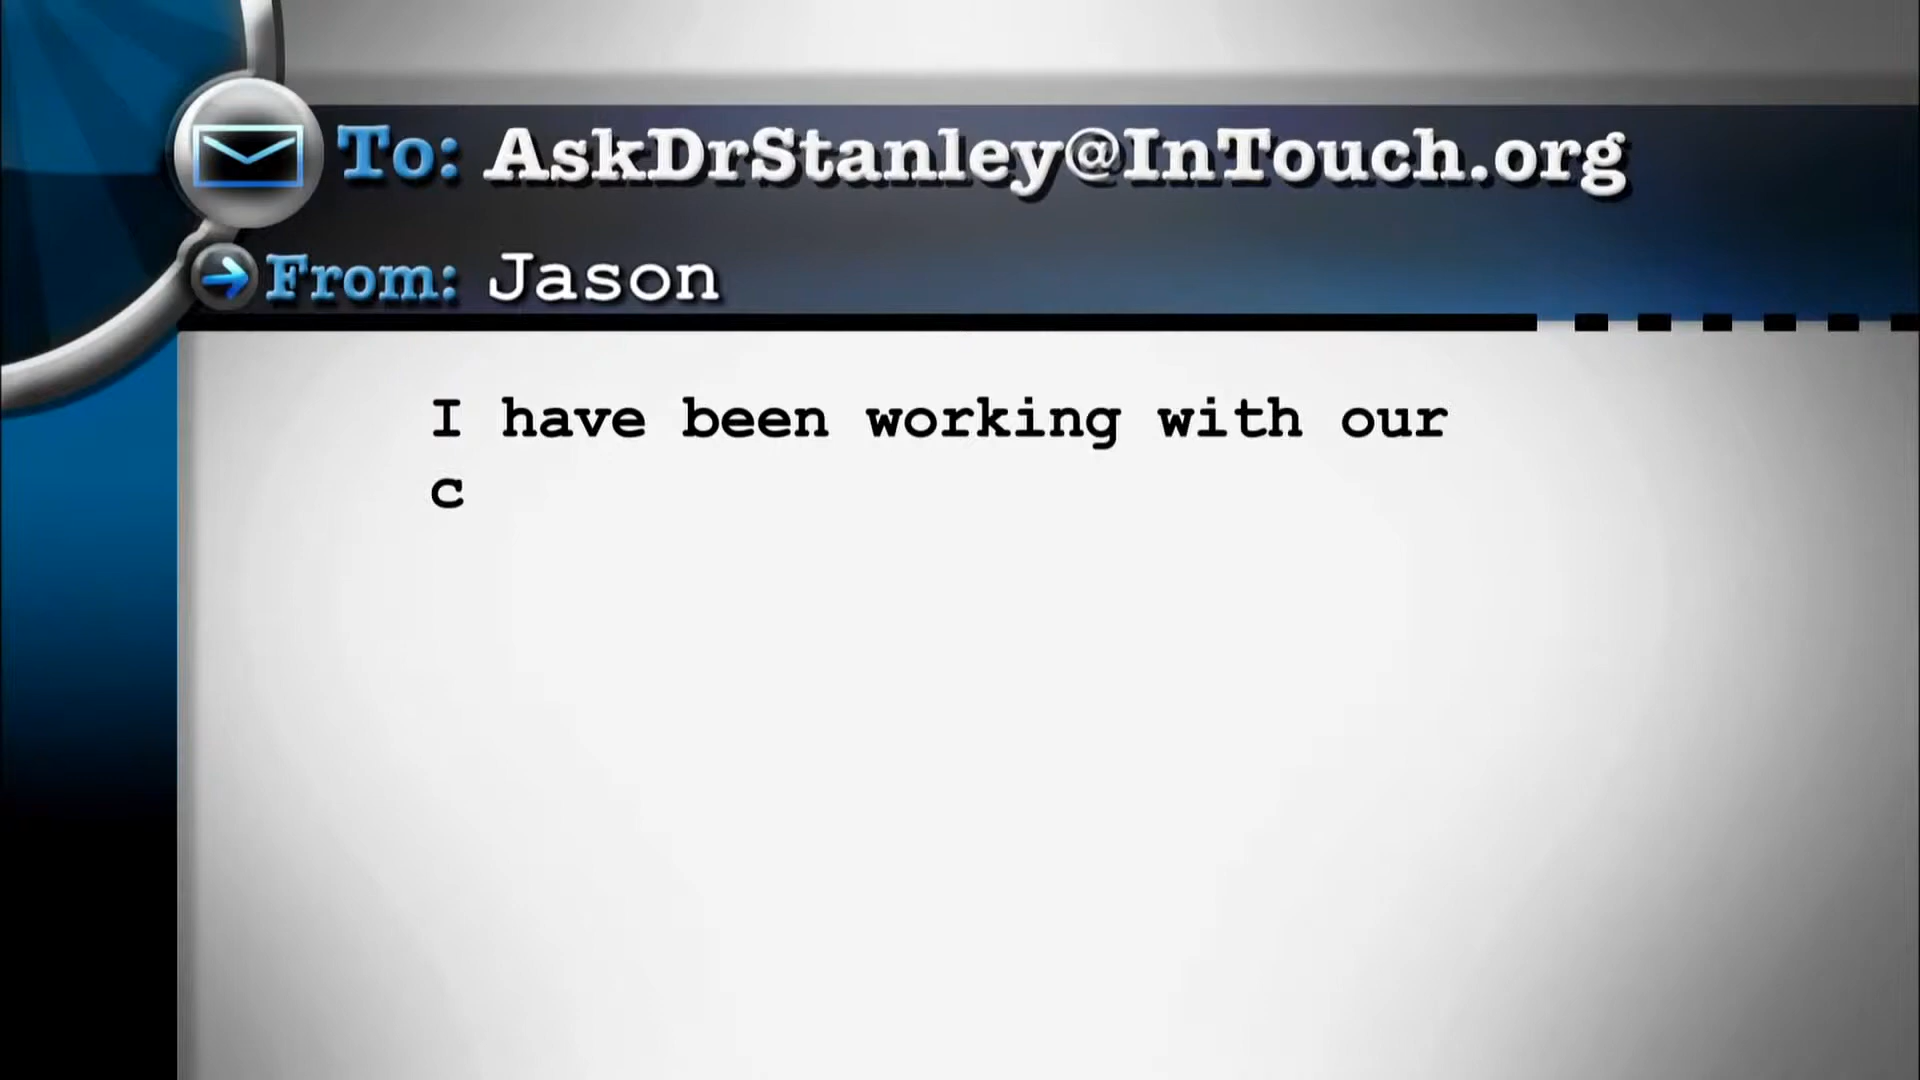 To: AskDrStanley@InTouch.org
From: Jason
I have been working with our
c